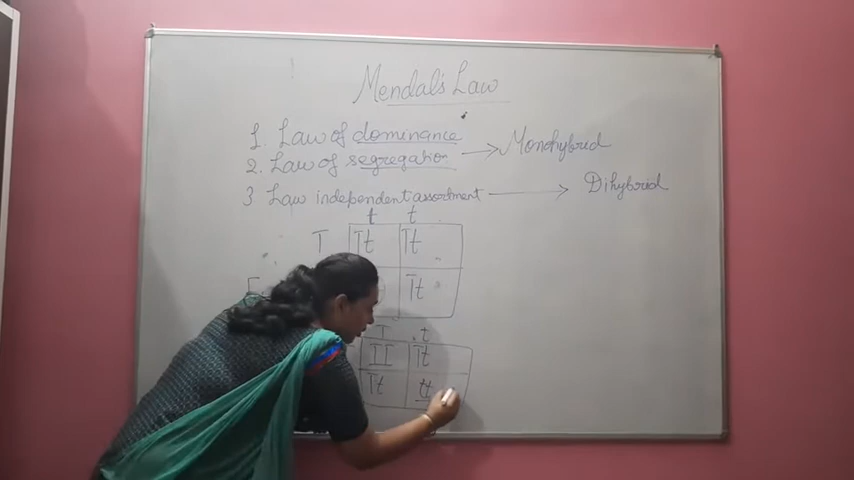 Mendal's Law
1. Law of dominance
2. Law of segregation → Monohybrid
3 Law independent assortment → Dihybrid
t t
T Tt Tt
Tt
T t
TT Tt
Tt tt